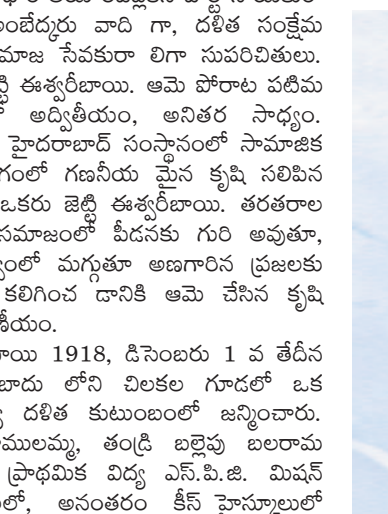 అంబేద్కరు వాది గా, దళిత సంక్షేమ
సమాజ సేవకురా లిగా సుపరిచితులు.
ఈశ్వరీబాయి. ఆమె పోరాట పటిమ
అద్వితీయం, అనితర సాధ్యం.
హైదరాబాద్ సంస్థానంలో సామాజిక
గణనీయ మైన కృషి సలిపిన
ఒకరు జెట్టి ఈశ్వరీబాయి. తరతరాల
సమాజంలో పీడనకు గురి అవుతూ,
మగ్గుతూ అణగారిన ప్రజలకు
కలిగించ డానికి ఆమె చేసిన కృషి
1918, డిసెంబరు 1 వ తేదీన
లోని చిలకల గూడలో ఒక
దళిత కుటుంబంలో జన్మించారు.
తండ్రి బల్లెపు బలరామ
ప్రాథమిక విద్య ఎస్.పి.జి. మిషన్
అనంతరం కీస్ హైస్కూలులో